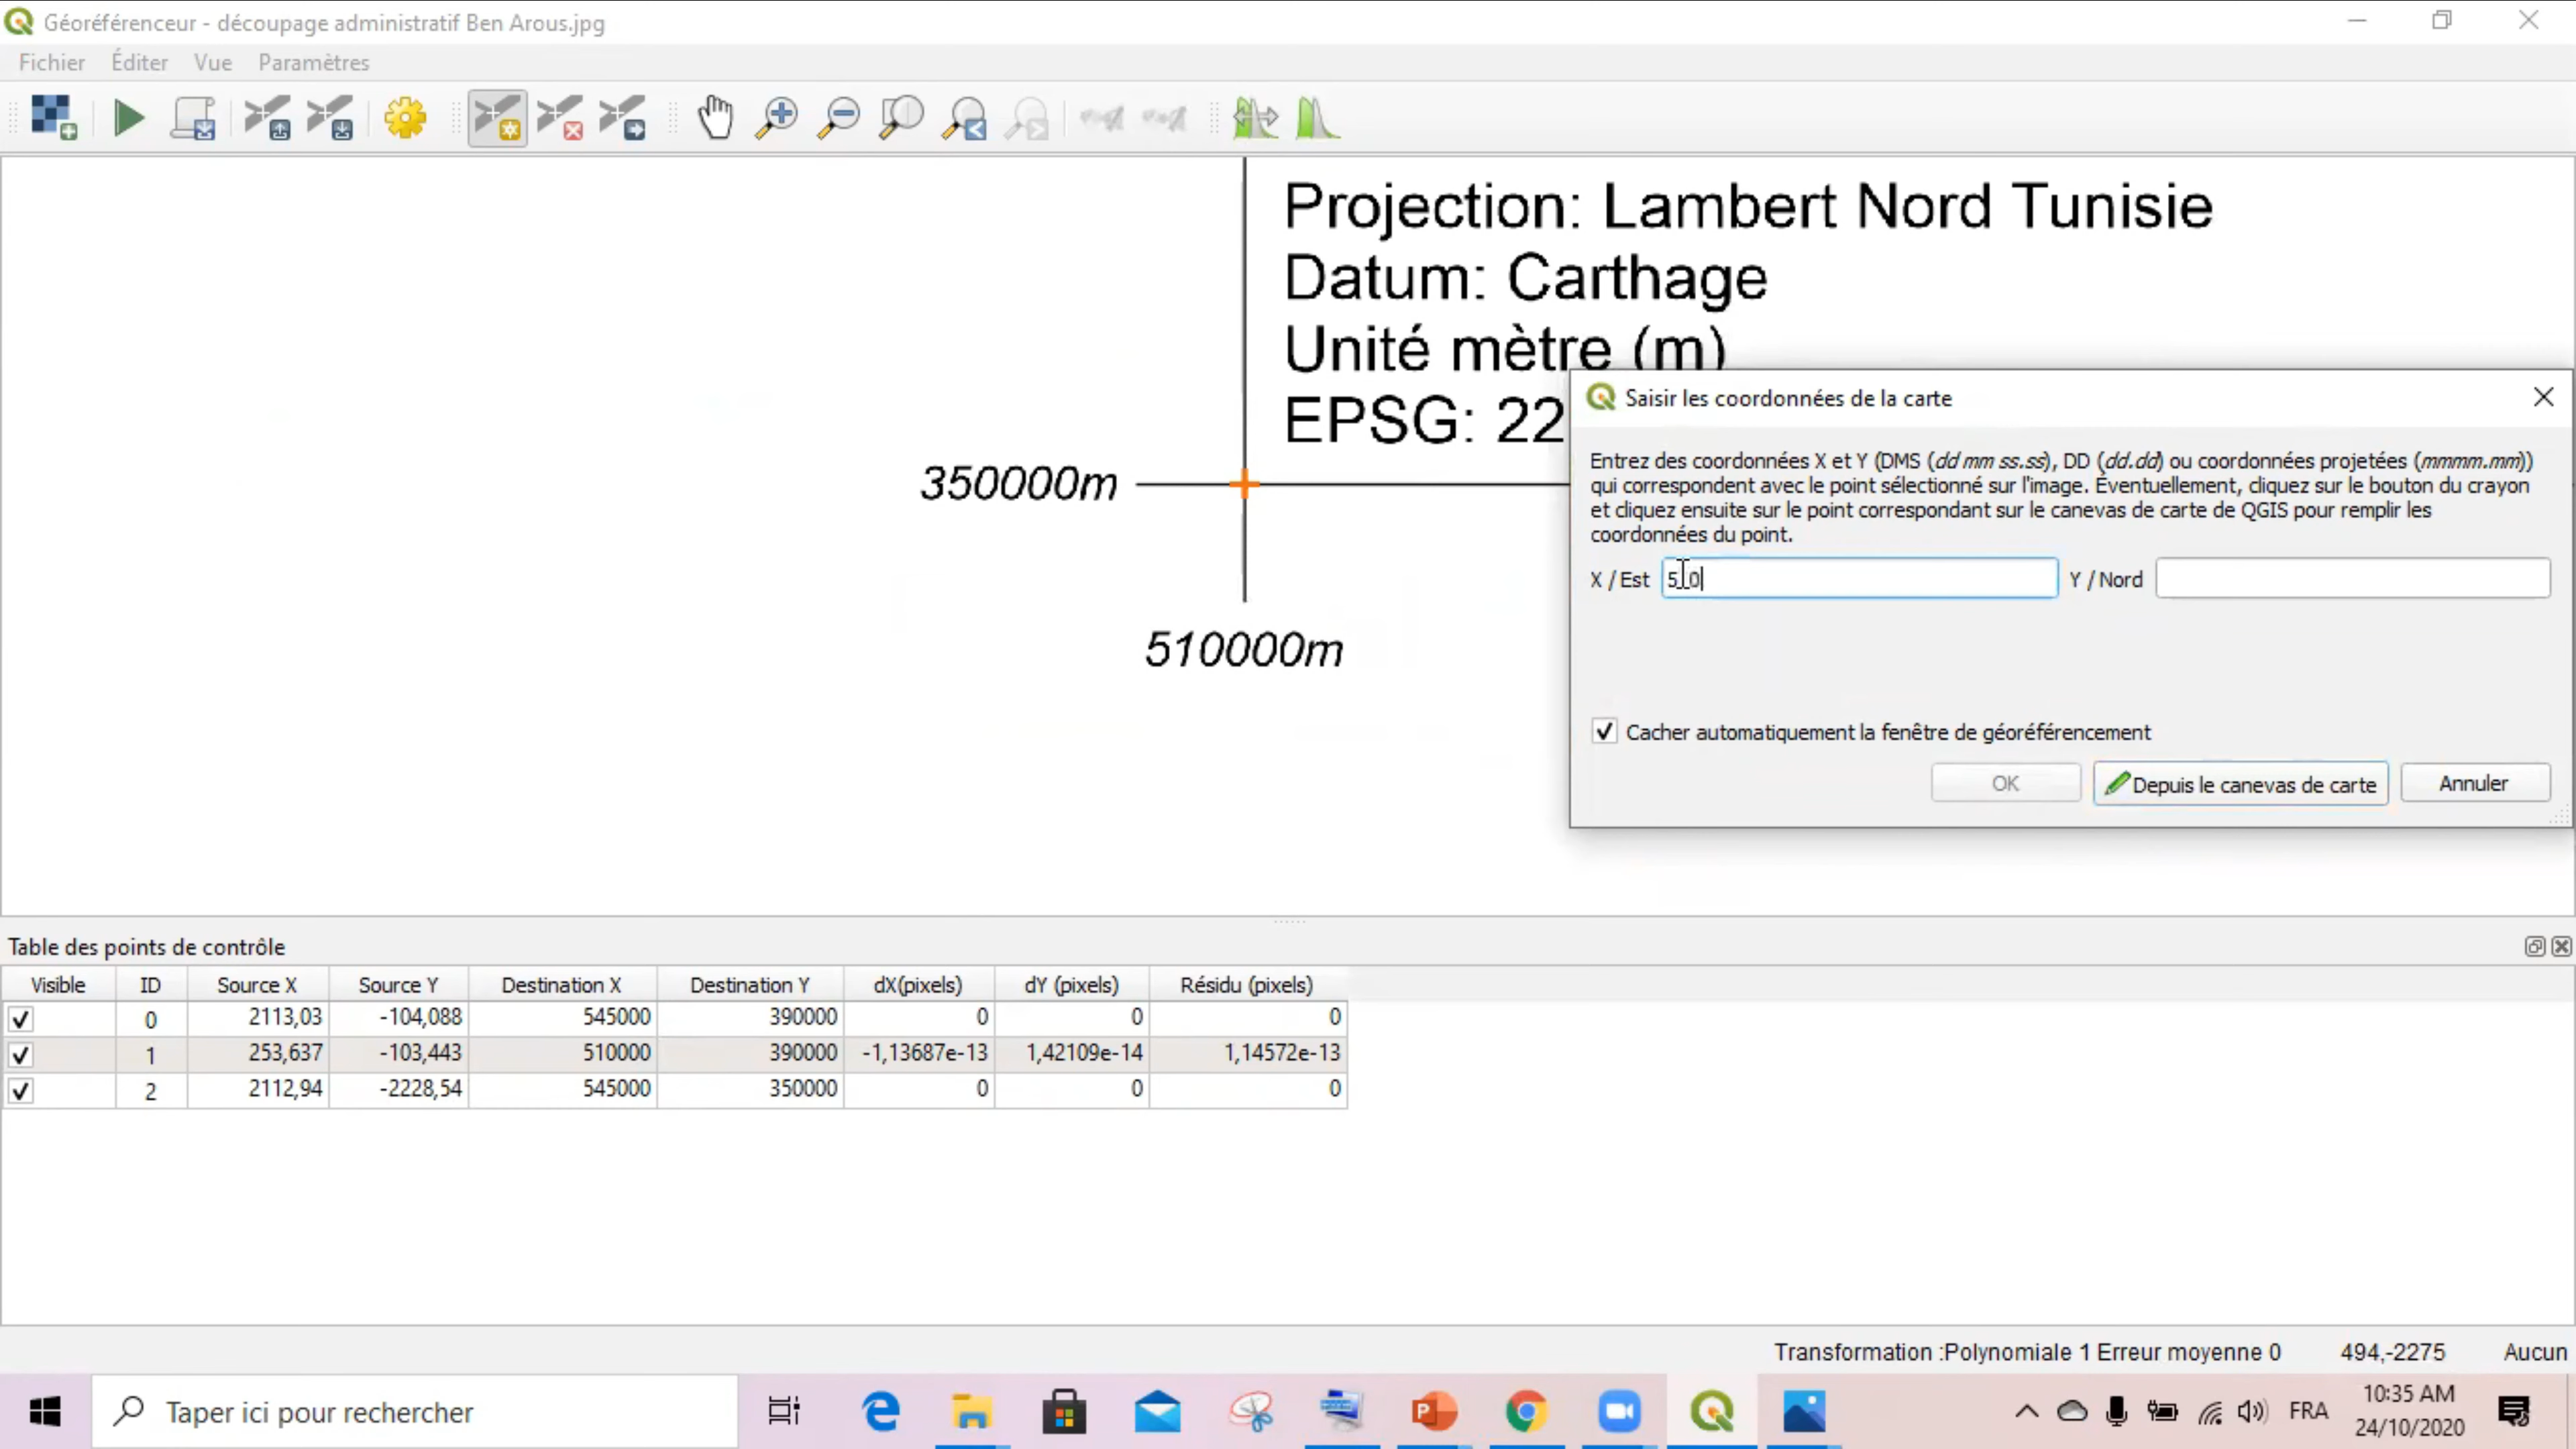 Géoréférenceur - découpage administratif Ben Arous.jpg
Fichier Éditer Vue Paramètres
Projection: Lambert Nord Tunisie
Datum: Carthage
Unité mètre (m)
EPSG: 22
350000m
510000m
Saisir les coordonnées de la carte
Entrez des coordonnées X et Y (DMS (dd mm ss.ss), DD (dd.dd) ou coordonnées projetées (mmmm.mm))
qui correspondent avec le point sélectionné sur l'image. Éventuellement, cliquez sur le bouton du crayon
et cliquez ensuite sur le point correspondant sur le canevas de carte de QGIS pour remplir les
coordonnées du point.
X / Est Y / Nord
Cacher automatiquement la fenêtre de géoréférencement
OK Depuis le canevas de carte Annuler
Table des points de contrôle
Visible ID Source X Source Y Destination X Destination Y dX(pixels) dY (pixels) Résidu (pixels)
0 2113,03 -104,088 545000 390000 0 0 0
1 253,637 -103,443 510000 390000 -1,13687e-13 1,42109e-14 1,14572e-13
2 2112,94 -2228,54 545000 350000 0 0 0
Transformation :Polynomiale 1 Erreur moyenne 0 494,-2275 Aucun
Taper ici pour rechercher
FRA
10:35 AM
24/10/2020